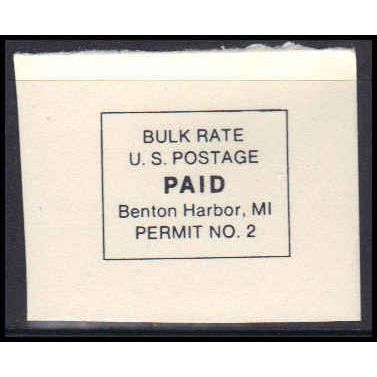 BULK RATE
U. S. POSTAGE
PAID
Benton Harbor, MI
PERMIT NO. 2